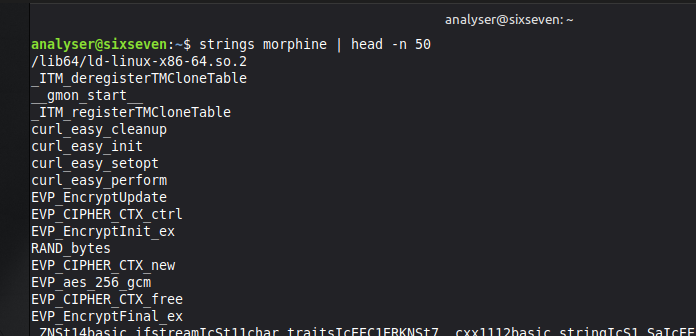 analyser@sixseven: ~
analyser@sixseven:~$ strings morphine | head -n 50
/lib64/ld-linux-x86-64.so.2
_ITM_deregisterTMCloneTable
__gmon_start__
_ITM_registerTMCloneTable
curl_easy_cleanup
curl_easy_init
curl_easy_setopt
curl_easy_perform
EVP_EncryptUpdate
EVP_CIPHER_CTX_ctrl
EVP_EncryptInit_ex
RAND_bytes
EVP_CIPHER_CTX_new
EVP_aes_256_gcm
EVP_CIPHER_CTX_free
EVP_EncryptFinal_ex
_ZNSt14basic_ifstreamIcSt11char_traitsIcEEC1ERKNSt7__cxx1112basic_stringIcS1_SaIcEE